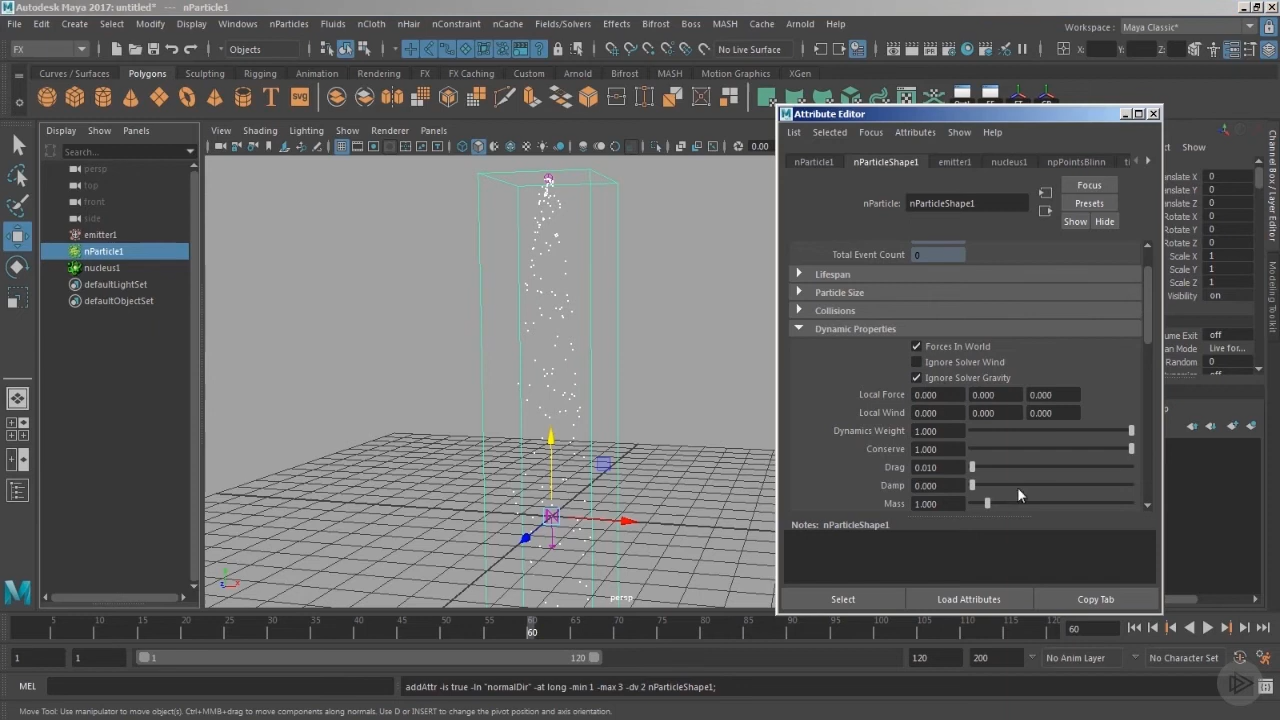 Autodesk Maya 2017: untitled* --- nParticle1
File Edit Create Select Modify Display Windows nParticles Fluids nCloth nHair nConstraint nCache Fields/Solvers Effects Bifrost Boss MASH Cache Arnold Help
Workspace : Maya Classic*
FX Objects No Live Surface X: Y: Z:
Curves / Surfaces Polygons Sculpting Rigging Animation Rendering FX FX Caching Custom Arnold Bifrost MASH Motion Graphics XGen
T svg
Display Show Panels
View Shading Lighting Show Renderer Panels
Search...
0.00
persp
top
front
side
emitter1
nParticle1
nucleus1
defaultLightSet
defaultObjectSet
persp
Attribute Editor
List Selected Focus Attributes Show Help
nParticle1 nParticleShape1 emitter1 nucleus1 npPointsBlinn
nParticle: nParticleShape1
Focus
Presets
Show Hide
Total Event Count 0
Lifespan
Particle Size
Collisions
Dynamic Properties
Forces In World
Ignore Solver Wind
Ignore Solver Gravity
Local Force 0.000 0.000 0.000
Local Wind 0.000 0.000 0.000
Dynamics Weight 1.000
Conserve 1.000
Drag 0.010
Damp 0.000
Mass 1.000
Notes: nParticleShape1
Select Load Attributes Copy Tab
Show
Translate X 0
Translate Y 0
Translate Z 0
Rotate X 0
Rotate Y 0
Rotate Z 0
Scale X 1
Scale Y 1
Scale Z 1
Visibility on
off
Live for...
Random 0
Channel Box / Layer Editor
Modeling Toolkit
5 10 15 20 25 30 35 40 45 50 55 60 65 70 75 80 85 90 95 100 105 110 115 120
60
60
1 1 1 120 120 200 No Anim Layer No Character Set
MEL addAttr -is true -ln "normalDir" -at long -min 1 -max 3 -dv 2 nParticleShape1;
Move Tool: Use manipulator to move object(s). Ctrl+MMB+drag to move components along normals. Use D or INSERT to change the pivot position and axis orientation.